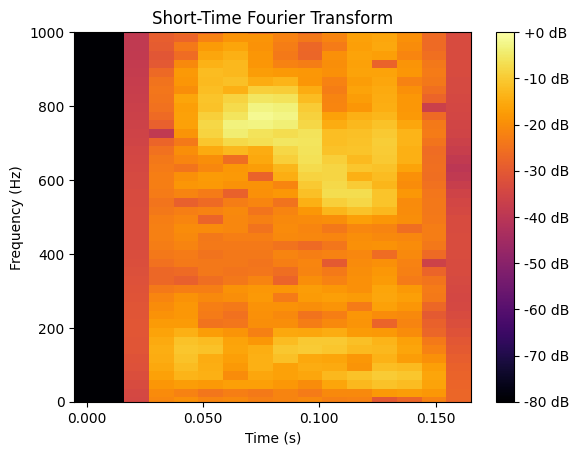 Short-Time Fourier Transform
1000
800
600
400
200
0
Frequency (Hz)
0.000
0.050
0.100
0.150
Time (s)
+0 dB
-10 dB
-20 dB
-30 dB
-40 dB
-50 dB
-60 dB
-70 dB
-80 dB